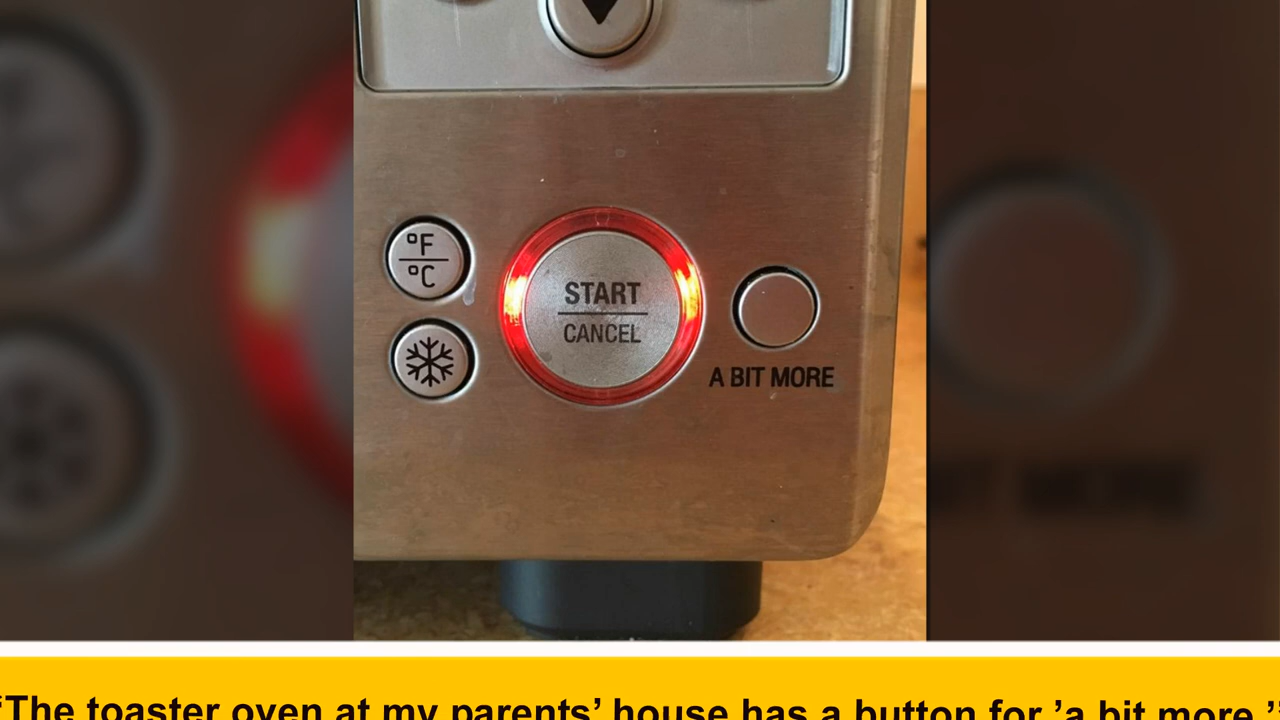 °F
°C
START
CANCEL
A BIT MORE
‘The toaster oven at my parents’ house has a button for ’a bit more.’